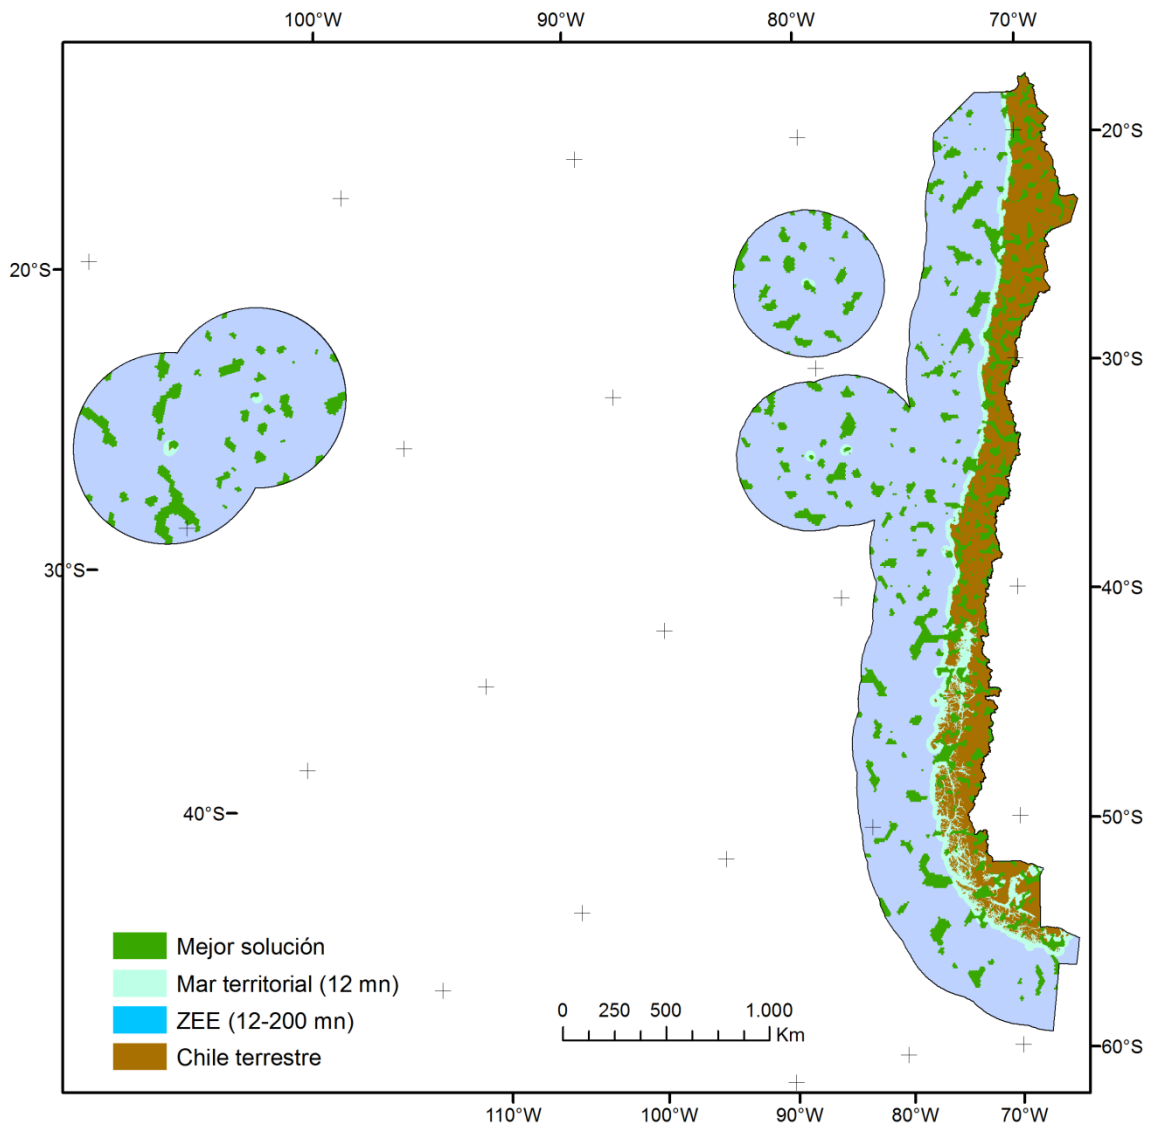 100°W 90°W 80°W 70°W
20°S
20°S
30°S
30°S
40°S
40°S
50°S
60°S
Mejor solución
Mar territorial (12 mn)
ZEE (12-200 mn)
Chile terrestre
0 250 500 1.000
Km
110°W 100°W 90°W 80°W 70°W